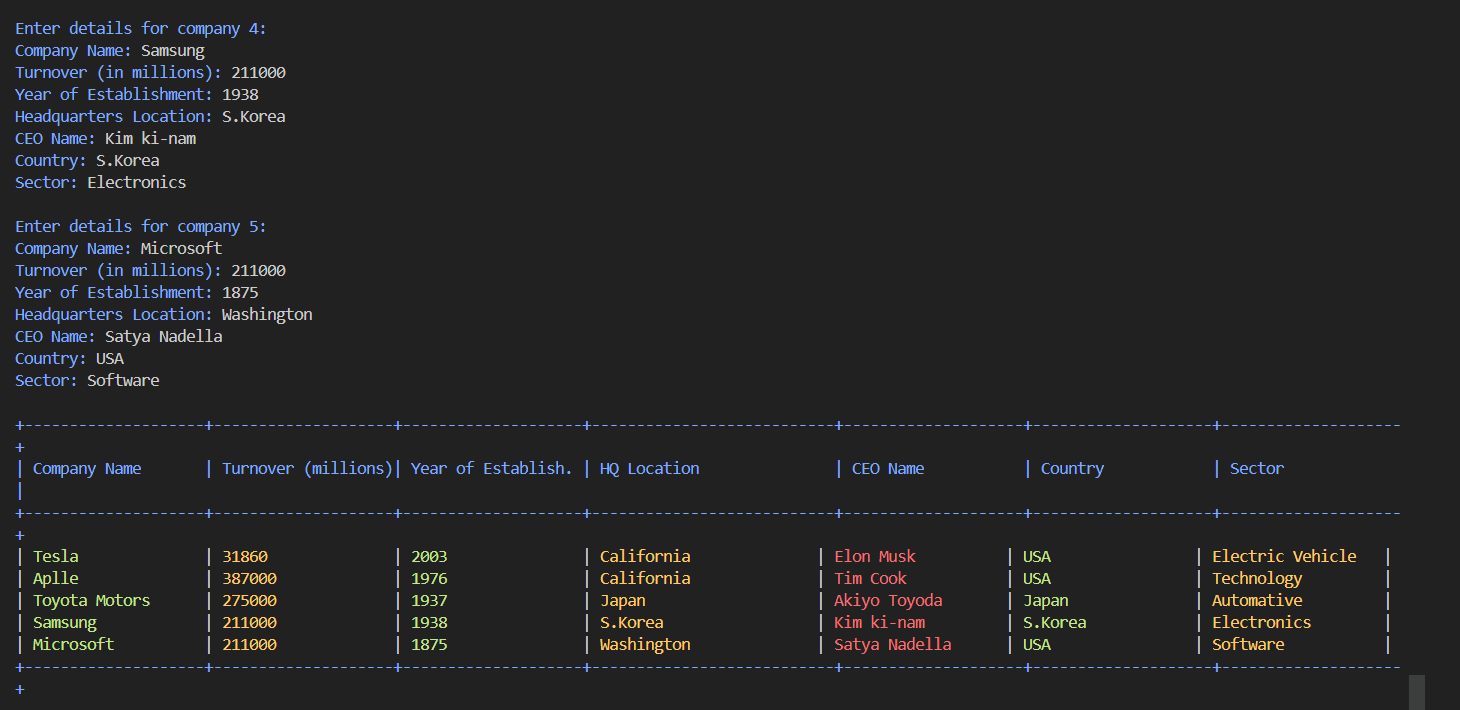 Enter details for company 4:
Company Name: Samsung
Turnover (in millions): 211000
Year of Establishment: 1938
Headquarters Location: S.Korea
CEO Name: Kim ki-nam
Country: S.Korea
Sector: Electronics

Enter details for company 5:
Company Name: Microsoft
Turnover (in millions): 211000
Year of Establishment: 1875
Headquarters Location: Washington
CEO Name: Satya Nadella
Country: USA
Sector: Software

+--------------------+--------------------+--------------------+---------------------------+--------------------+--------------------+--------------------
+
| Company Name       | Turnover (millions)| Year of Establish. | HQ Location               | CEO Name           | Country            | Sector
|
+--------------------+--------------------+--------------------+---------------------------+--------------------+--------------------+--------------------
+
| Tesla              | 31860              | 2003               | California              | Elon Musk          | USA                | Electric Vehicle   |
| Aplle              | 387000             | 1976               | California              | Tim Cook           | USA                | Technology         |
| Toyota Motors      | 275000             | 1937               | Japan                   | Akiyo Toyoda       | Japan              | Automative         |
| Samsung            | 211000             | 1938               | S.Korea                 | Kim ki-nam         | S.Korea            | Electronics        |
| Microsoft          | 211000             | 1875               | Washington              | Satya Nadella      | USA                | Software           |
+--------------------+--------------------+--------------------+---------------------------+--------------------+--------------------+--------------------
+